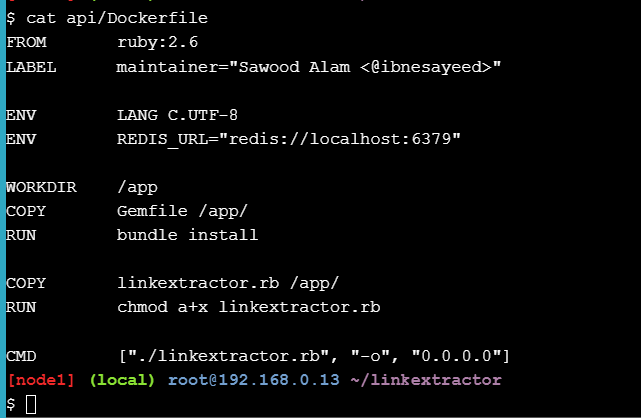 $ cat api/Dockerfile
FROM       ruby:2.6
LABEL      maintainer="Sawood Alam <@ibnesayeed>"
ENV        LANG C.UTF-8
ENV        REDIS_URL="redis://localhost:6379"
WORKDIR    /app
COPY       Gemfile /app/
RUN        bundle install
COPY       linkextractor.rb /app/
RUN        chmod a+x linkextractor.rb
CMD        ["./linkextractor.rb", "-o", "0.0.0.0"]
[node1] (local) root@192.168.0.13 ~/linkextractor
$